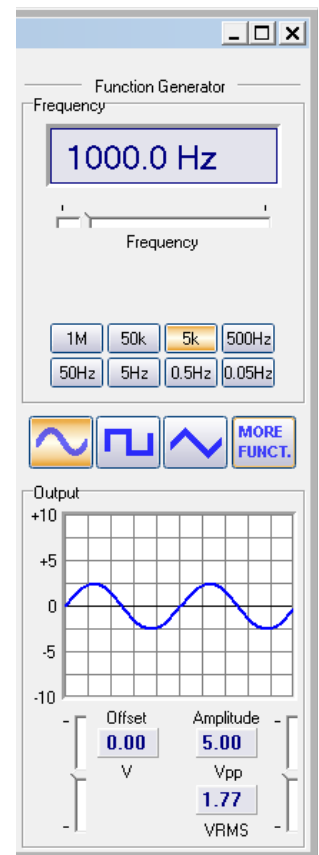 Function Generator
Frequency
1000.0 Hz
Frequency
1M 50k 5k 500Hz
50Hz 5Hz 0.5Hz 0.05Hz
MORE
FUNCT.
Output
+10
+5
0
-5
-10
Offset Amplitude
0.00 5.00
V Vpp
1.77
VRMS